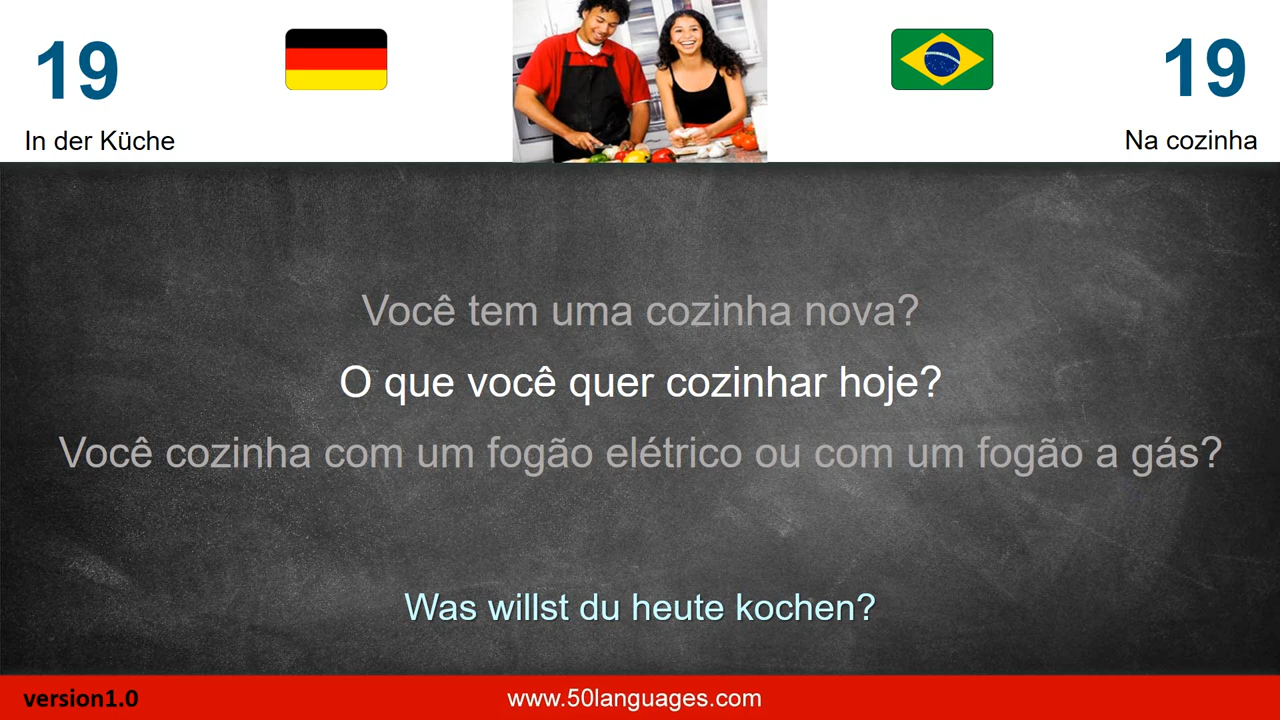 19
19
In der Küche
Na cozinha
Você tem uma cozinha nova?
O que você quer cozinhar hoje?
Você cozinha com um fogão elétrico ou com um fogão a gás?
Was willst du heute kochen?
version1.0
www.50languages.com